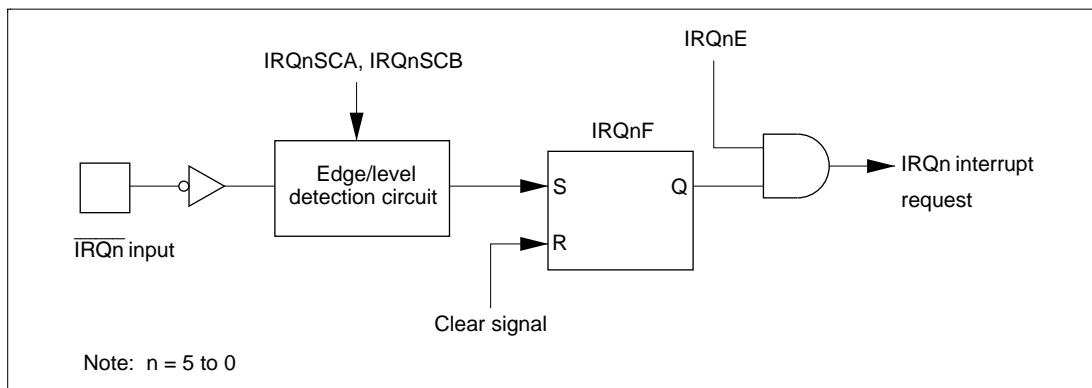 IRQnE
IRQnSCA, IRQnSCB
IRQnF
Edge/level
detection circuit
S
Q
R
IRQn interrupt
request
IRQn input
Clear signal
Note: n = 5 to 0